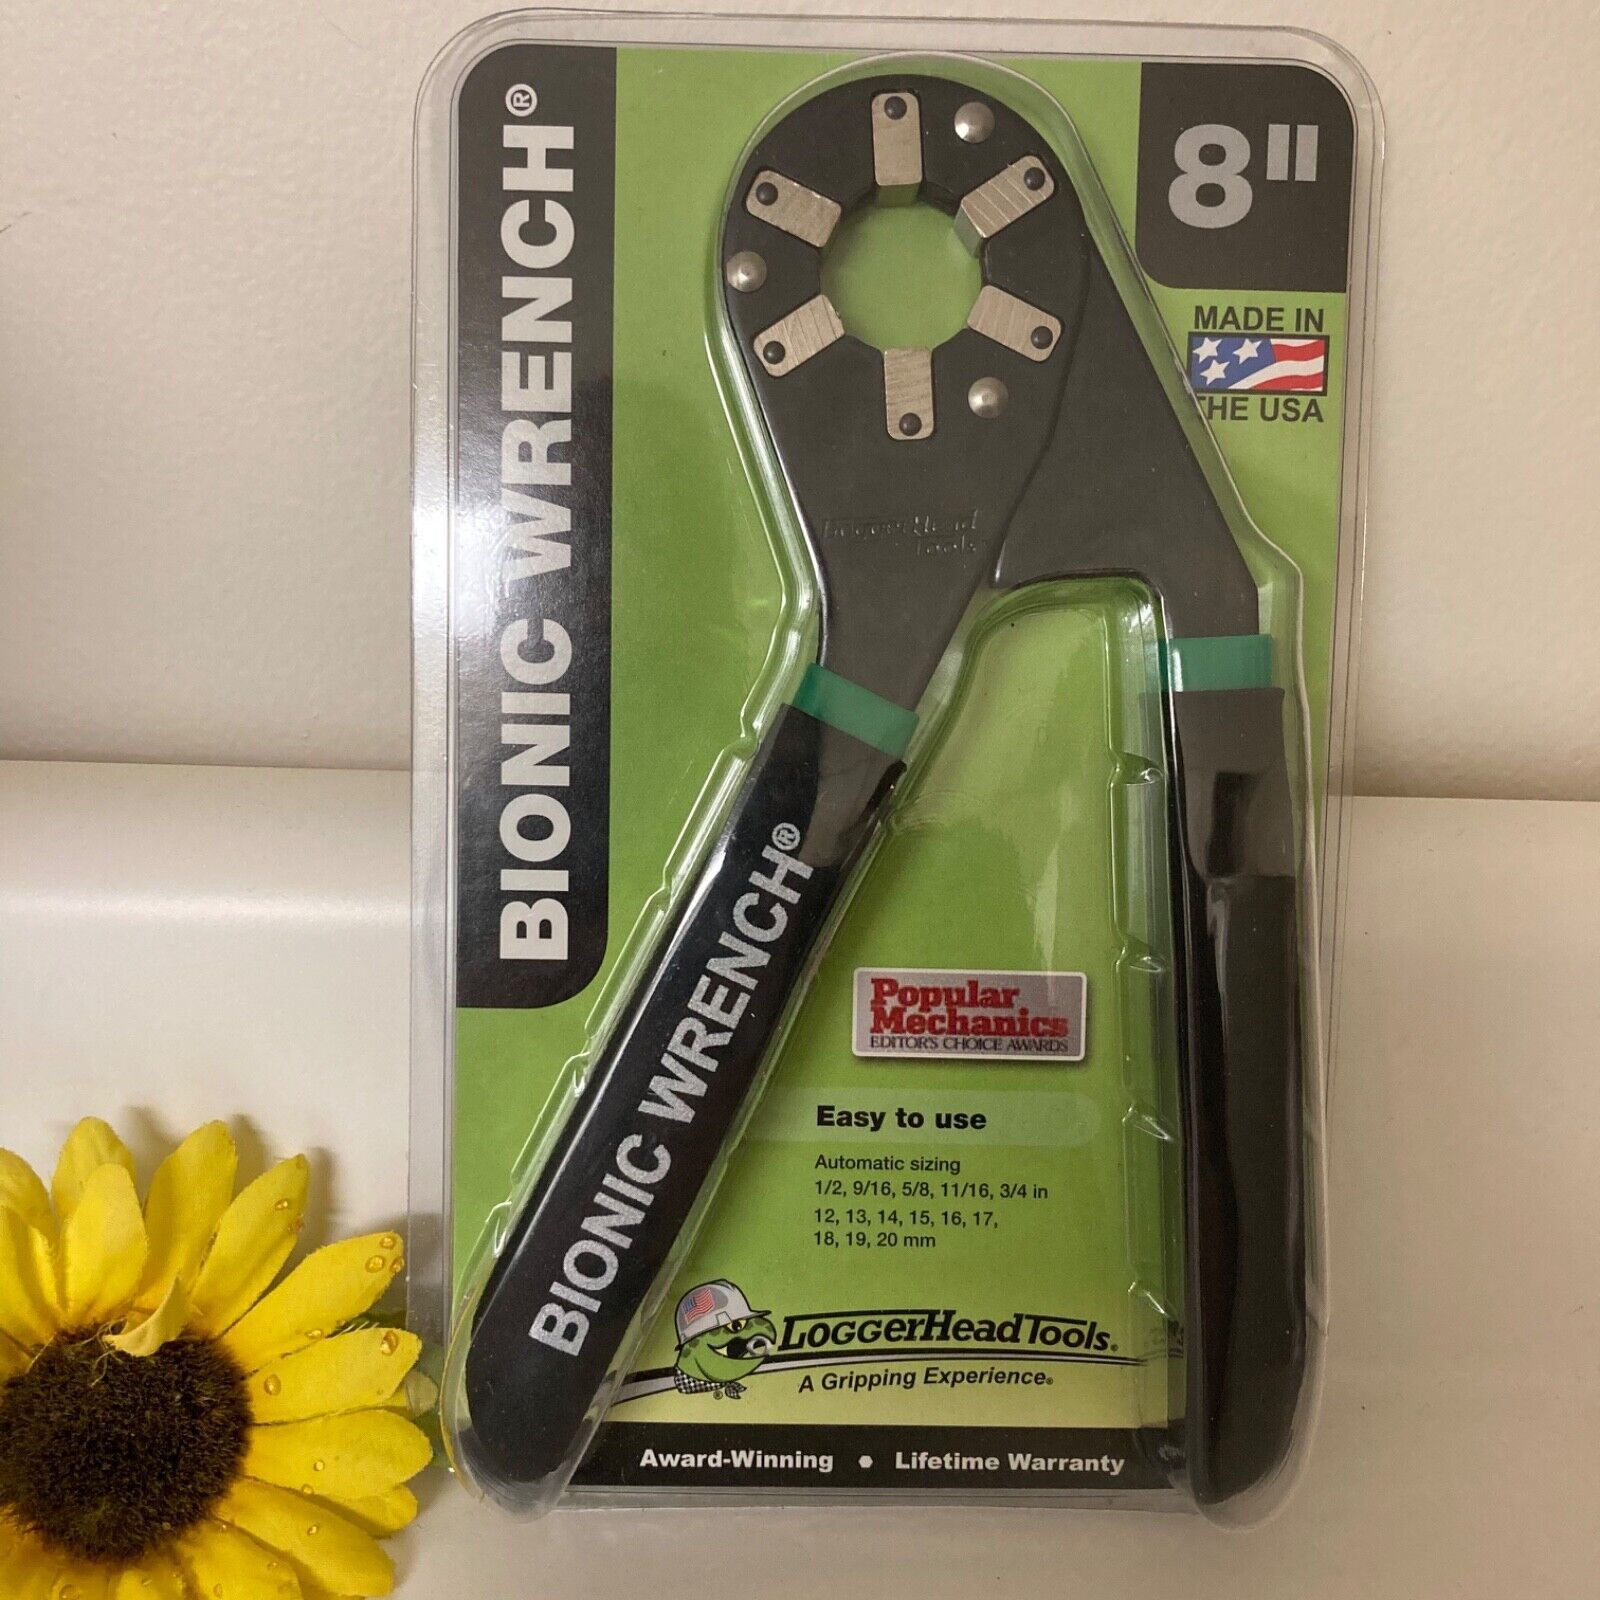 BIONIC WRENCH®
8"
MADE IN
THE USA
LoggerHead
Tools
BIONIC WRENCH®
Popular
Mechanics
EDITOR'S CHOICE AWARDS
Easy to use
Automatic sizing
1/2, 9/16, 5/8, 11/16, 3/4 in
12, 13, 14, 15, 16, 17,
18, 19, 20 mm
LOGGERHEADTOOLS®
A Gripping Experience®
Award-Winning • Lifetime Warranty